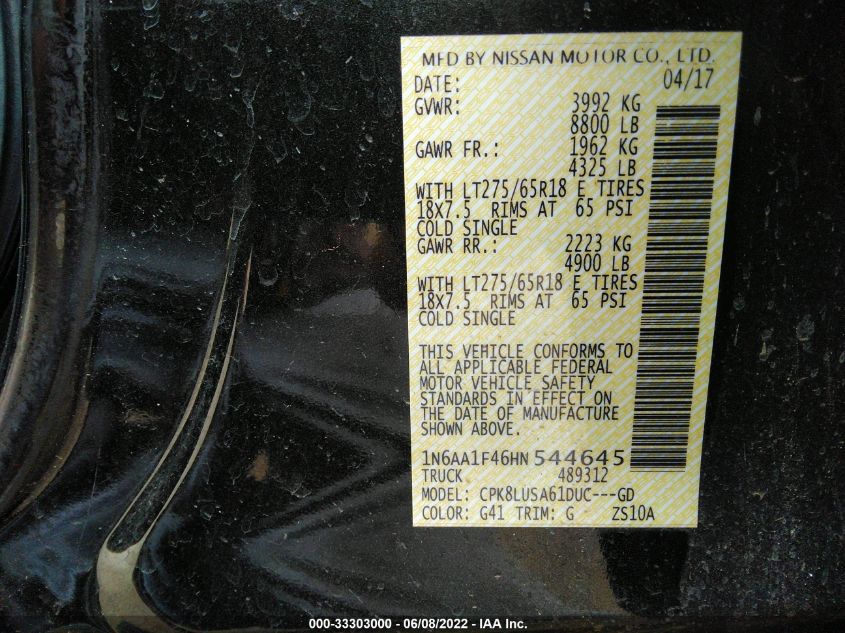 MFD BY NISSAN MOTOR CO., LTD.
DATE: 04/17
GVWR: 3992 KG
8800 LB
GAWR FR.: 1962 KG
4325 LB
WITH LT275/65R18 E TIRES
18X7.5 RIMS AT 65 PSI
COLD SINGLE
GAWR RR.: 2223 KG
4900 LB
WITH LT275/65R18 E TIRES
18X7.5 RIMS AT 65 PSI
COLD SINGLE
THIS VEHICLE CONFORMS TO
ALL APPLICABLE FEDERAL
MOTOR VEHICLE SAFETY
STANDARDS IN EFFECT ON
THE DATE OF MANUFACTURE
SHOWN ABOVE.
1N6AA1F46HN 544645
TRUCK 489312
MODEL: CPK8LUSA61DUC---GD
COLOR: G41 TRIM: G ZS10A
000-33303000 - 06/08/2022 - IAA Inc.